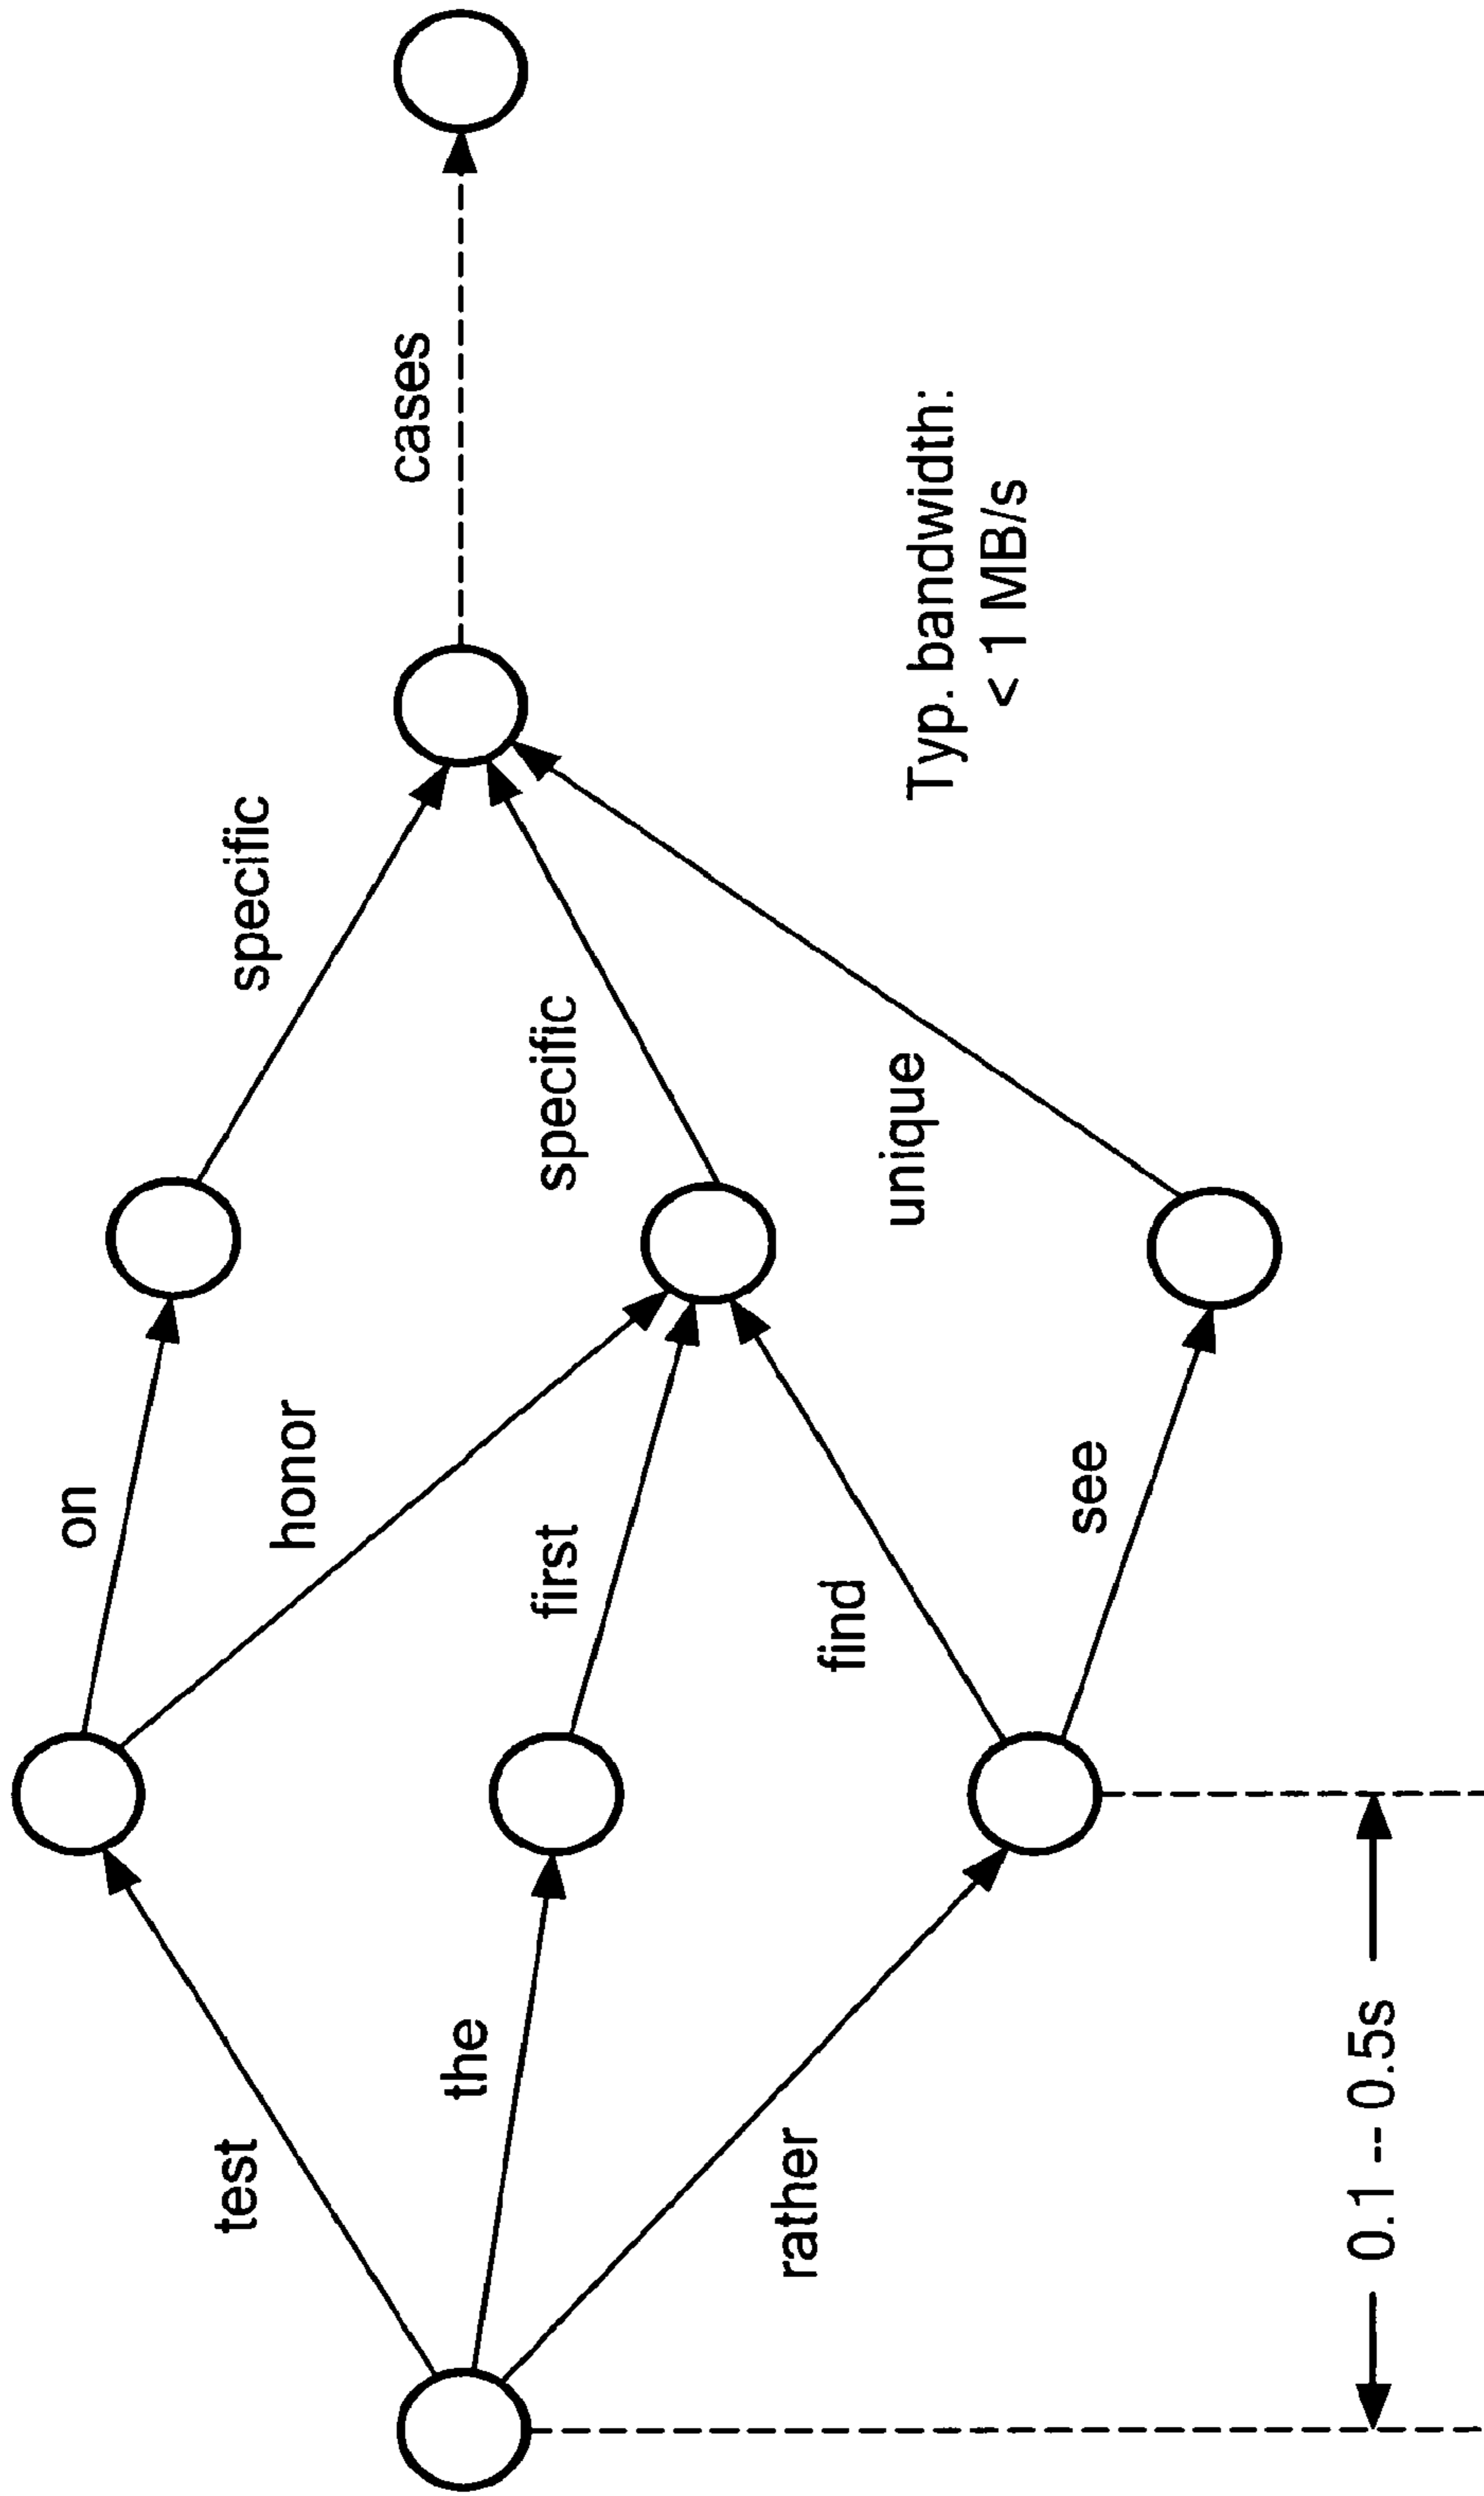 test
the
rather
on
honor
first
find
see
specific
specific
unique
cases
Typ. bandwidth:
< 1 MB/s
0.1 -- 0.5s